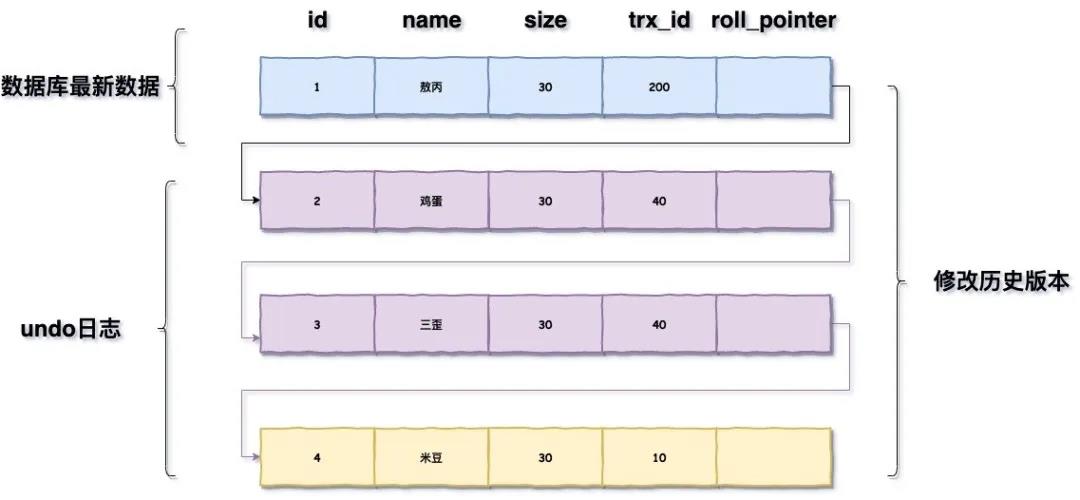 id name size trx_id roll_pointer
数据库最新数据
1 敖丙 30 200
2 鸡蛋 30 40
修改历史版本
undo日志
3 三歪 30 40
4 米豆 30 10